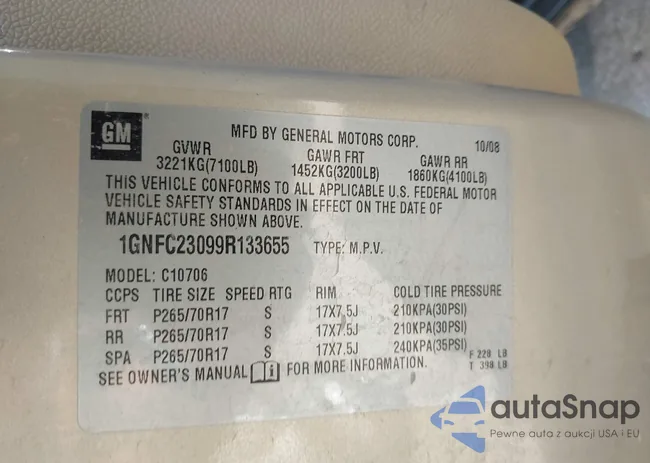 GM
MFD BY GENERAL MOTORS CORP. 10/08
GVWR GAWR FRT GAWR RR
3221KG(7100LB) 1452KG(3200LB) 1860KG(4100LB)
THIS VEHICLE CONFORMS TO ALL APPLICABLE U.S. FEDERAL MOTOR
VEHICLE SAFETY STANDARDS IN EFFECT ON THE DATE OF
MANUFACTURE SHOWN ABOVE.
1GNFC23099R133655 TYPE: M.P.V.
MODEL: C10706
CCPS TIRE SIZE SPEED RTG RIM COLD TIRE PRESSURE
FRT P265/70R17 S 17X7.5J 210KPA(30PSI)
RR P265/70R17 S 17X7.5J 210KPA(30PSI)
SPA P265/70R17 S 17X7.5J 240KPA(35PSI)
F 228 LB
T 398 LB
SEE OWNER'S MANUAL i FOR MORE INFORMATION.
autaSnap
Pewne auta z aukcji USA i EU